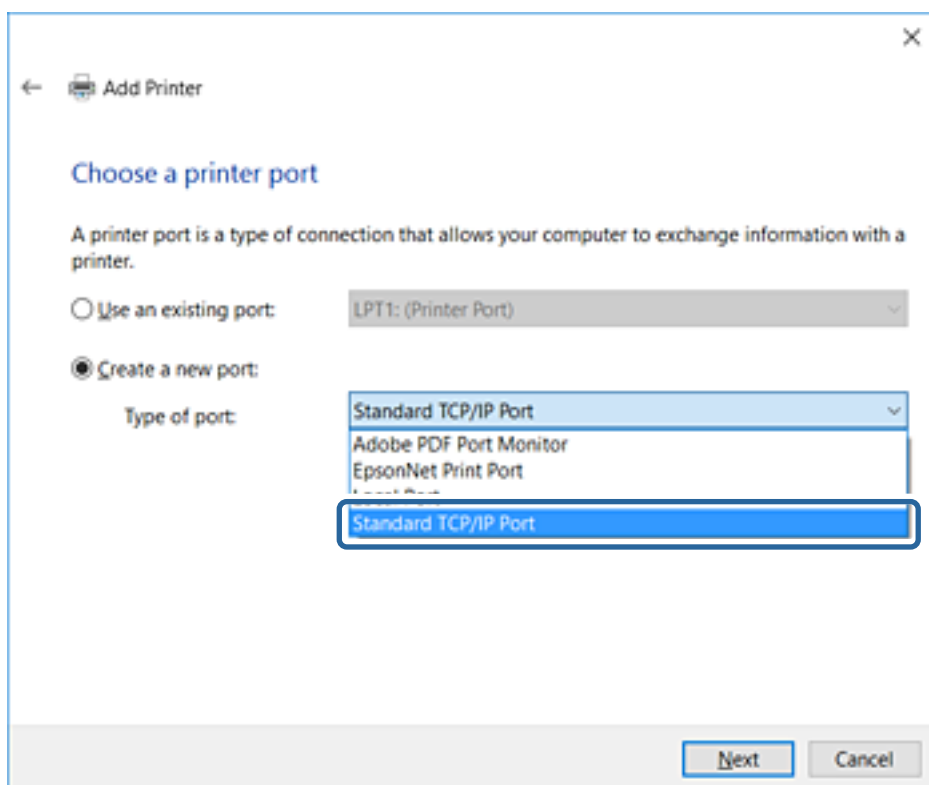 Add Printer
Choose a printer port
A printer port is a type of connection that allows your computer to exchange information with a
printer.
Use an existing port:
LPT1: (Printer Port)
Create a new port:
Type of port:
Standard TCP/IP Port
Adobe PDF Port Monitor
EpsonNet Print Port
Local Port
Standard TCP/IP Port
Next
Cancel